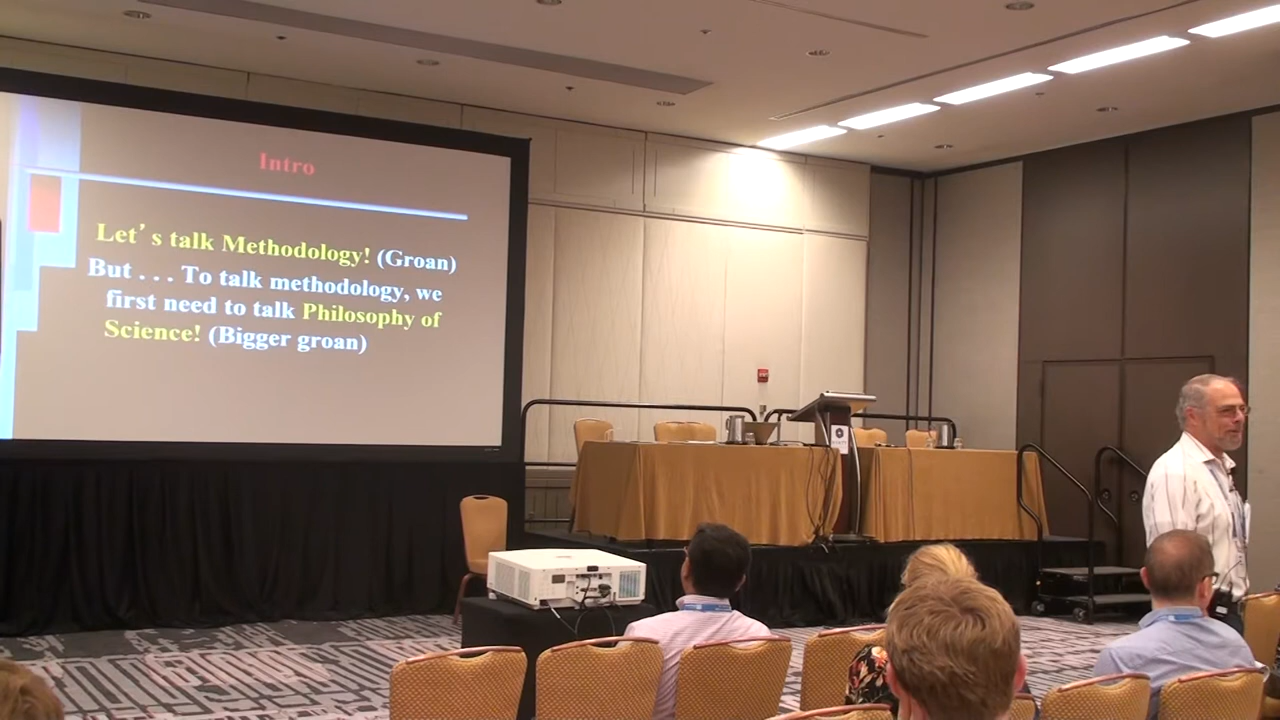 Intro
Let's talk Methodology! (Groan)
But . . . To talk methodology, we
first need to talk Philosophy of
Science! (Bigger groan)